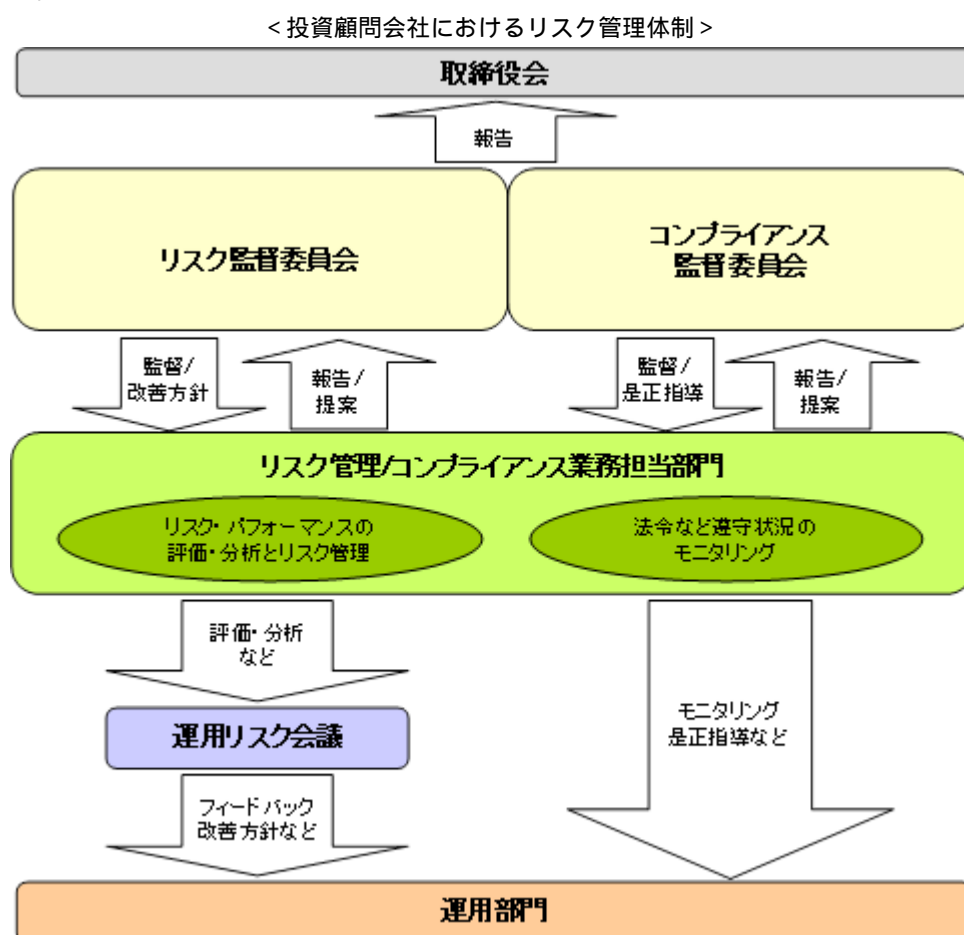 <投資顧問会社におけるリスク管理体制>
取締役会
報告
リスク監督委員会
コンプライアンス
監督委員会
監督/
改善方針
報告/
提案
監督/
是正指導
報告/
提案
リスク管理/コンプライアンス業務担当部門
リスク・パフォーマンスの
評価・分析とリスク管理
法令など遵守状況の
モニタリング
評価・分析
など
運用リスク会議
モニタリング
是正指導など
フィードバック
改善方針など
運用部門